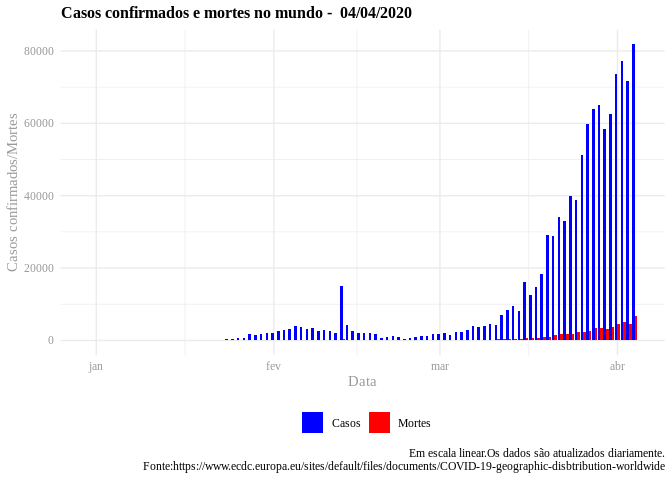 Casos confirmados e mortes no mundo -  04/04/2020
Casos confirmados/Mortes
80000
60000
40000
20000
0
jan fev mar abr
Data
Casos Mortes
Em escala linear.Os dados são atualizados diariamente.
Fonte:https://www.ecdc.europa.eu/sites/default/files/documents/COVID-19-geographic-disbtribution-worldwide